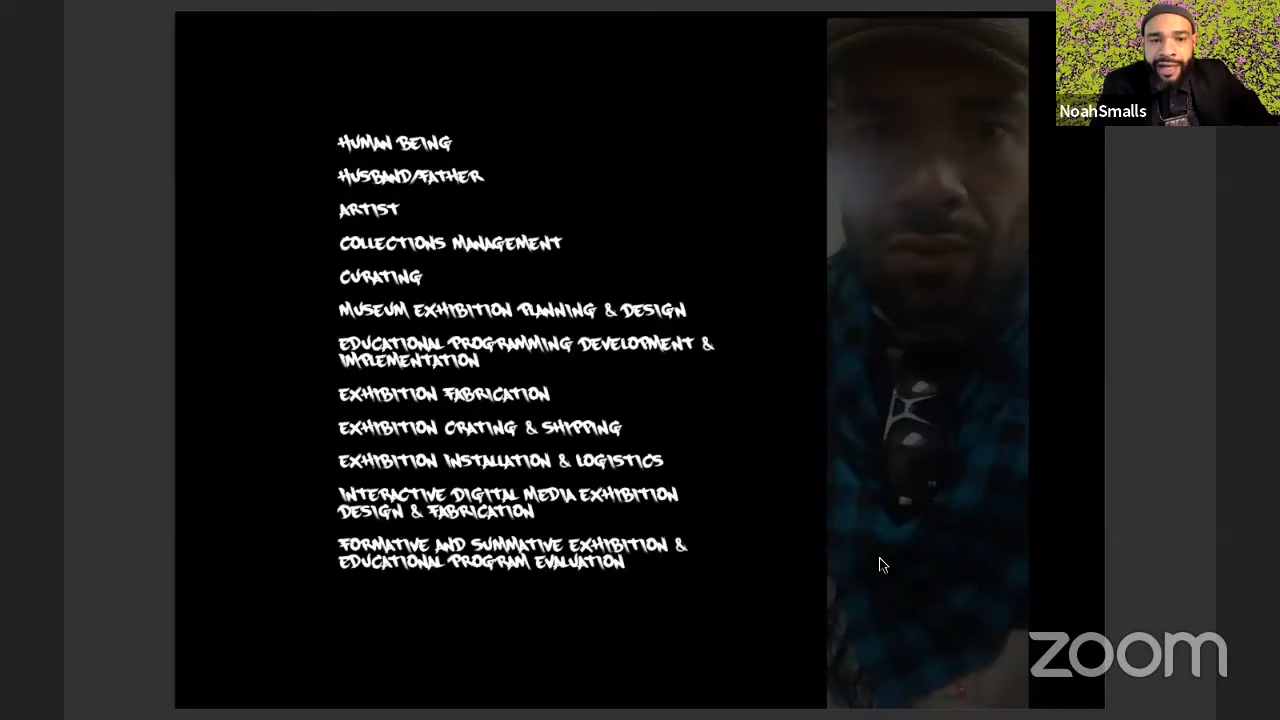 NoahSmalls
HUMAN BEING
HUSBAND/FATHER
ARTIST
COLLECTIONS MANAGEMENT
CURATING
MUSEUM EXHIBITION PLANNING & DESIGN
EDUCATIONAL PROGRAMMING DEVELOPMENT &
IMPLEMENTATION
EXHIBITION FABRICATION
EXHIBITION CRATING & SHIPPING
EXHIBITION INSTALLATION & LOGISTICS
INTERACTIVE DIGITAL MEDIA EXHIBITION
DESIGN & FABRICATION
FORMATIVE AND SUMMATIVE EXHIBITION &
EDUCATIONAL PROGRAM EVALUATION
zoom